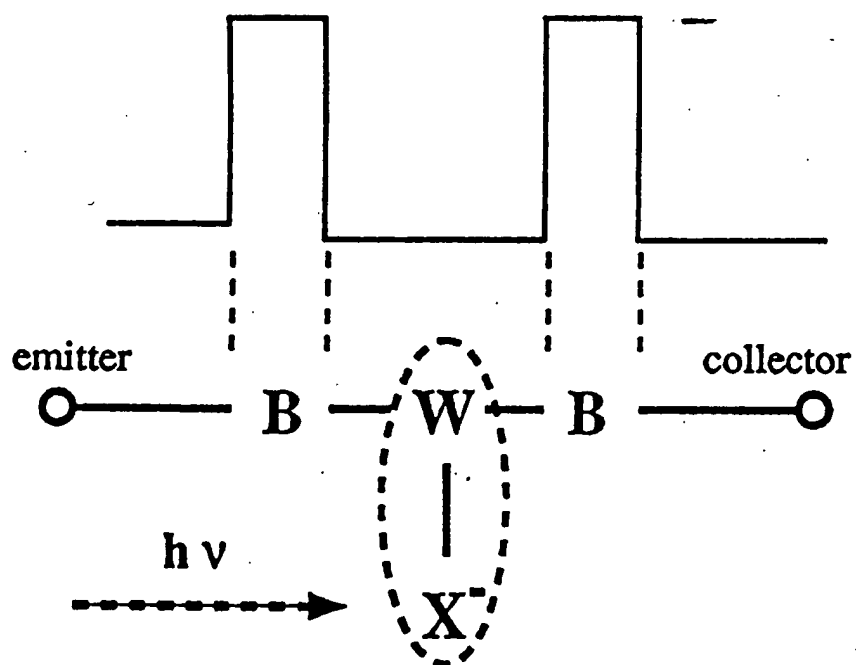 emitter
collector
B W B
h ν
X⁻